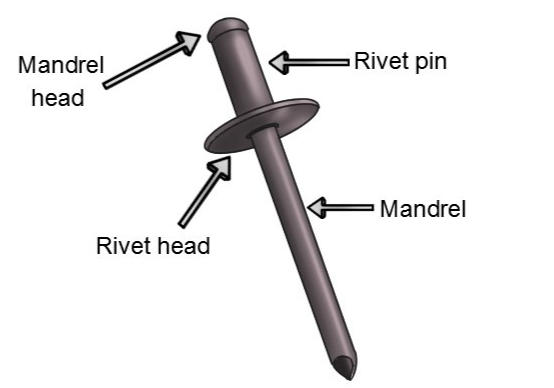 Mandrel
head
Rivet pin
Mandrel
Rivet head